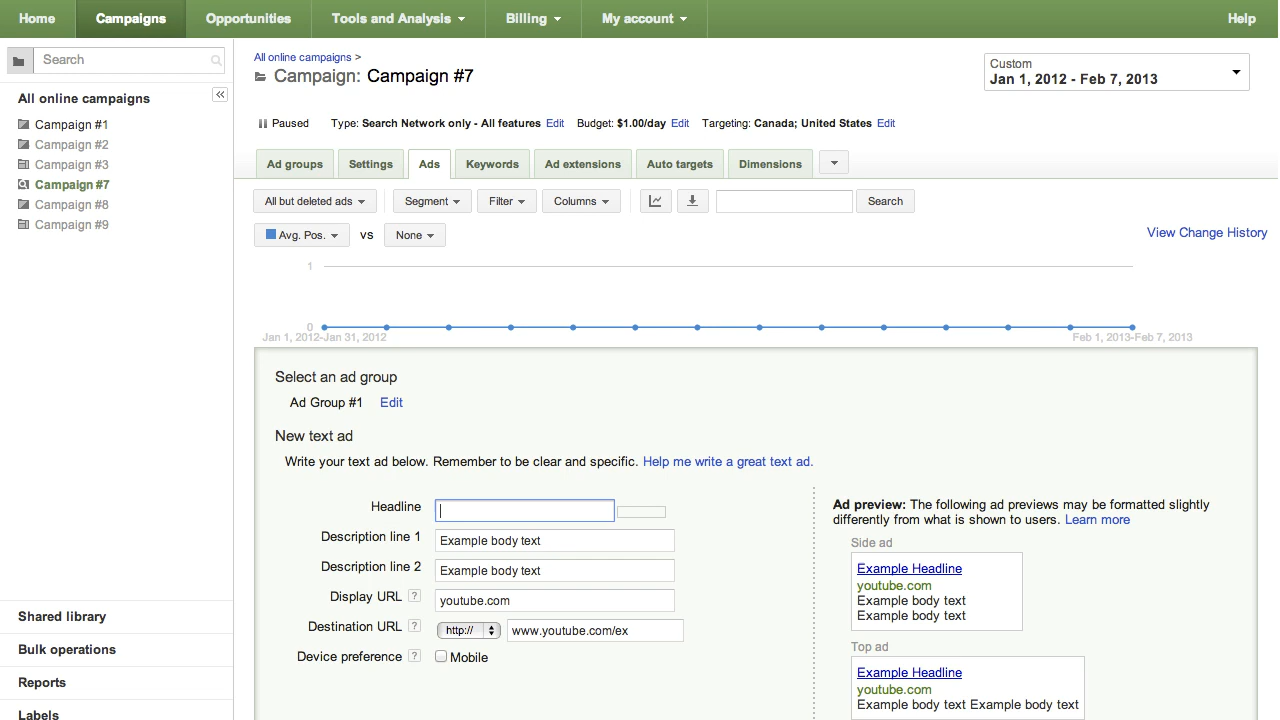 Home Campaigns Opportunities Tools and Analysis Billing My account Help
Search
All online campaigns
Campaign #1
Campaign #2
Campaign #3
Campaign #7
Campaign #8
Campaign #9
Shared library
Bulk operations
Reports
Labels
All online campaigns >
Campaign: Campaign #7
Custom
Jan 1, 2012 - Feb 7, 2013
Paused Type: Search Network only - All features Edit Budget: $1.00/day Edit Targeting: Canada; United States Edit
Ad groups Settings Ads Keywords Ad extensions Auto targets Dimensions
All but deleted ads Segment Filter Columns Search
Avg. Pos. vs None
View Change History
1
0
Jan 1, 2012-Jan 31, 2012 Feb 1, 2013-Feb 7, 2013
Select an ad group
Ad Group #1 Edit
New text ad
Write your text ad below. Remember to be clear and specific. Help me write a great text ad.
Headline
Description line 1 Example body text
Description line 2 Example body text
Display URL ? youtube.com
Destination URL ? http:// www.youtube.com/ex
Device preference ? Mobile
Ad preview: The following ad previews may be formatted slightly
differently from what is shown to users. Learn more
Side ad
Example Headline
youtube.com
Example body text
Example body text
Top ad
Example Headline
youtube.com
Example body text Example body text